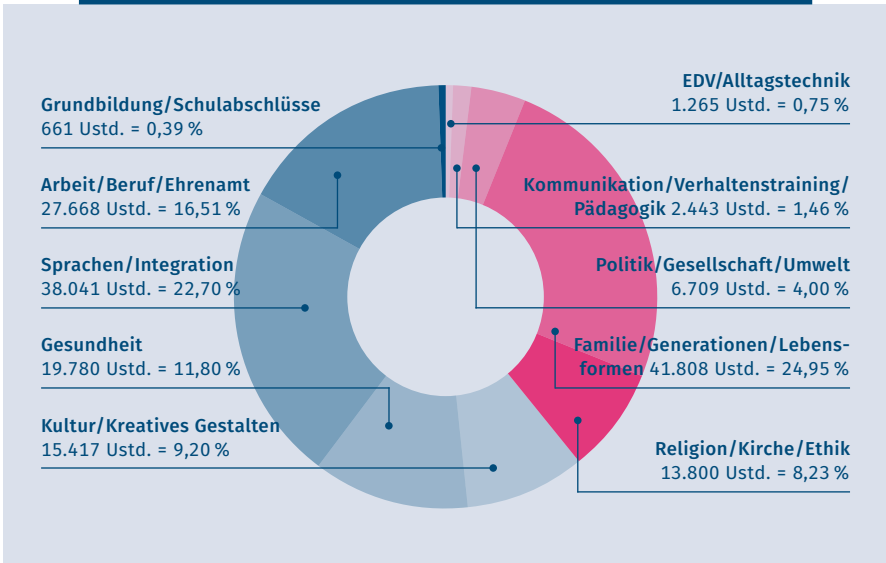 Grundbildung/Schulabschlüsse
661 Ustd. = 0,39 %
Arbeit/Beruf/Ehrenamt
27.668 Ustd. = 16,51 %
Sprachen/Integration
38.041 Ustd. = 22,70 %
Gesundheit
19.780 Ustd. = 11,80 %
Kultur/Kreatives Gestalten
15.417 Ustd. = 9,20 %
EDV/Alltagstechnik
1.265 Ustd. = 0,75 %
Kommunikation/Verhaltenstraining/
Pädagogik 2.443 Ustd. = 1,46 %
Politik/Gesellschaft/Umwelt
6.709 Ustd. = 4,00 %
Familie/Generationen/Lebens-
formen 41.808 Ustd. = 24,95 %
Religion/Kirche/Ethik
13.800 Ustd. = 8,23 %